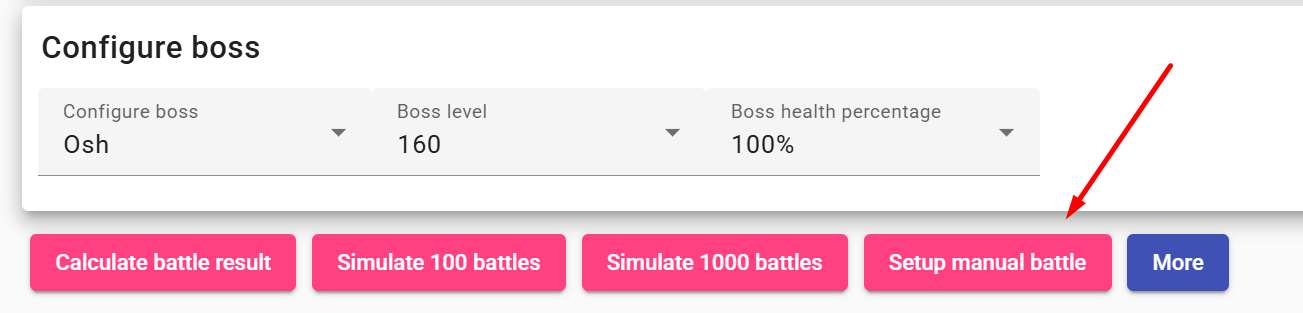 Configure boss
Configure boss Boss level Boss health percentage
Osh 160 100%
Calculate battle result Simulate 100 battles Simulate 1000 battles Setup manual battle More